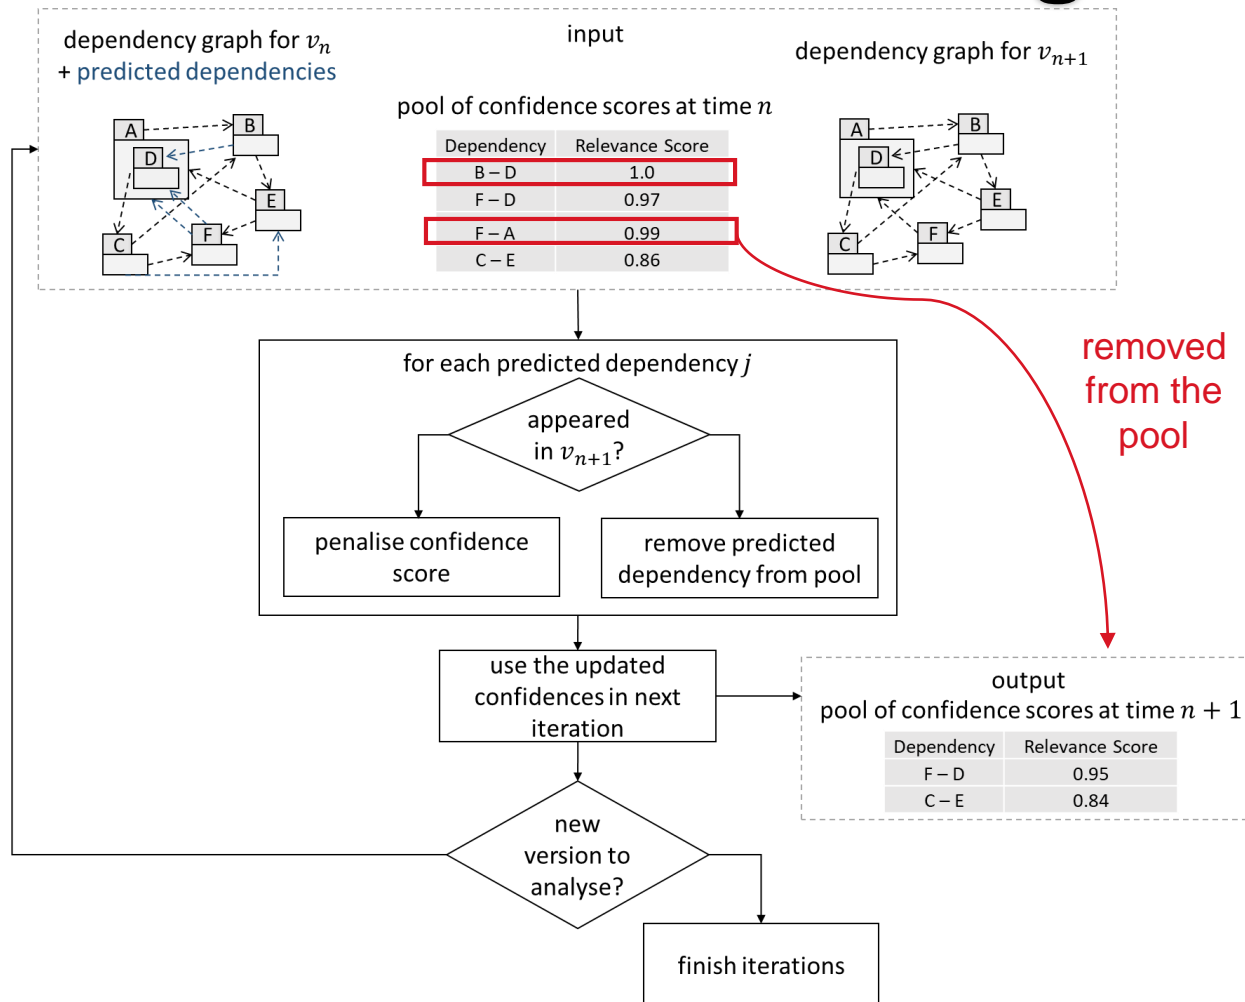 dependency graph for vₙ
+ predicted dependencies
input
dependency graph for vₙ₊₁
pool of confidence scores at time n
A
B
D
E
C
F
Dependency Relevance Score
B – D 1.0
F – D 0.97
F – A 0.99
C – E 0.86
A
B
D
E
C
F
removed
from the
pool
for each predicted dependency j
appeared
in vₙ₊₁?
penalise confidence
score
remove predicted
dependency from pool
use the updated
confidences in next
iteration
output
pool of confidence scores at time n + 1
Dependency Relevance Score
F – D 0.95
C – E 0.84
new
version to
analyse?
finish iterations